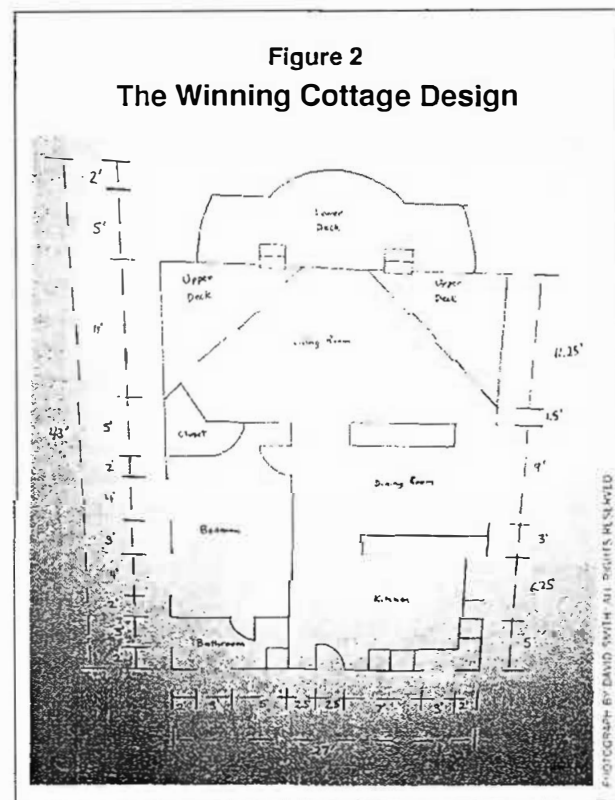 Figure 2
The Winning Cottage Design
2'
5'
Lower
Deck
Upper
Deck
Upper
Deck
11'
Living Room
11.25'
1.5'
43'
5'
Closet
2'
9'
Dining Room
4'
3'
Bedroom
3'
4'
6.25
Kitchen
2'
Bathroom
5
5'
2.5
2.5
3'
2'
27
PHOTOGRAPH BY DAVID SMITH ALL RIGHTS RESERVED